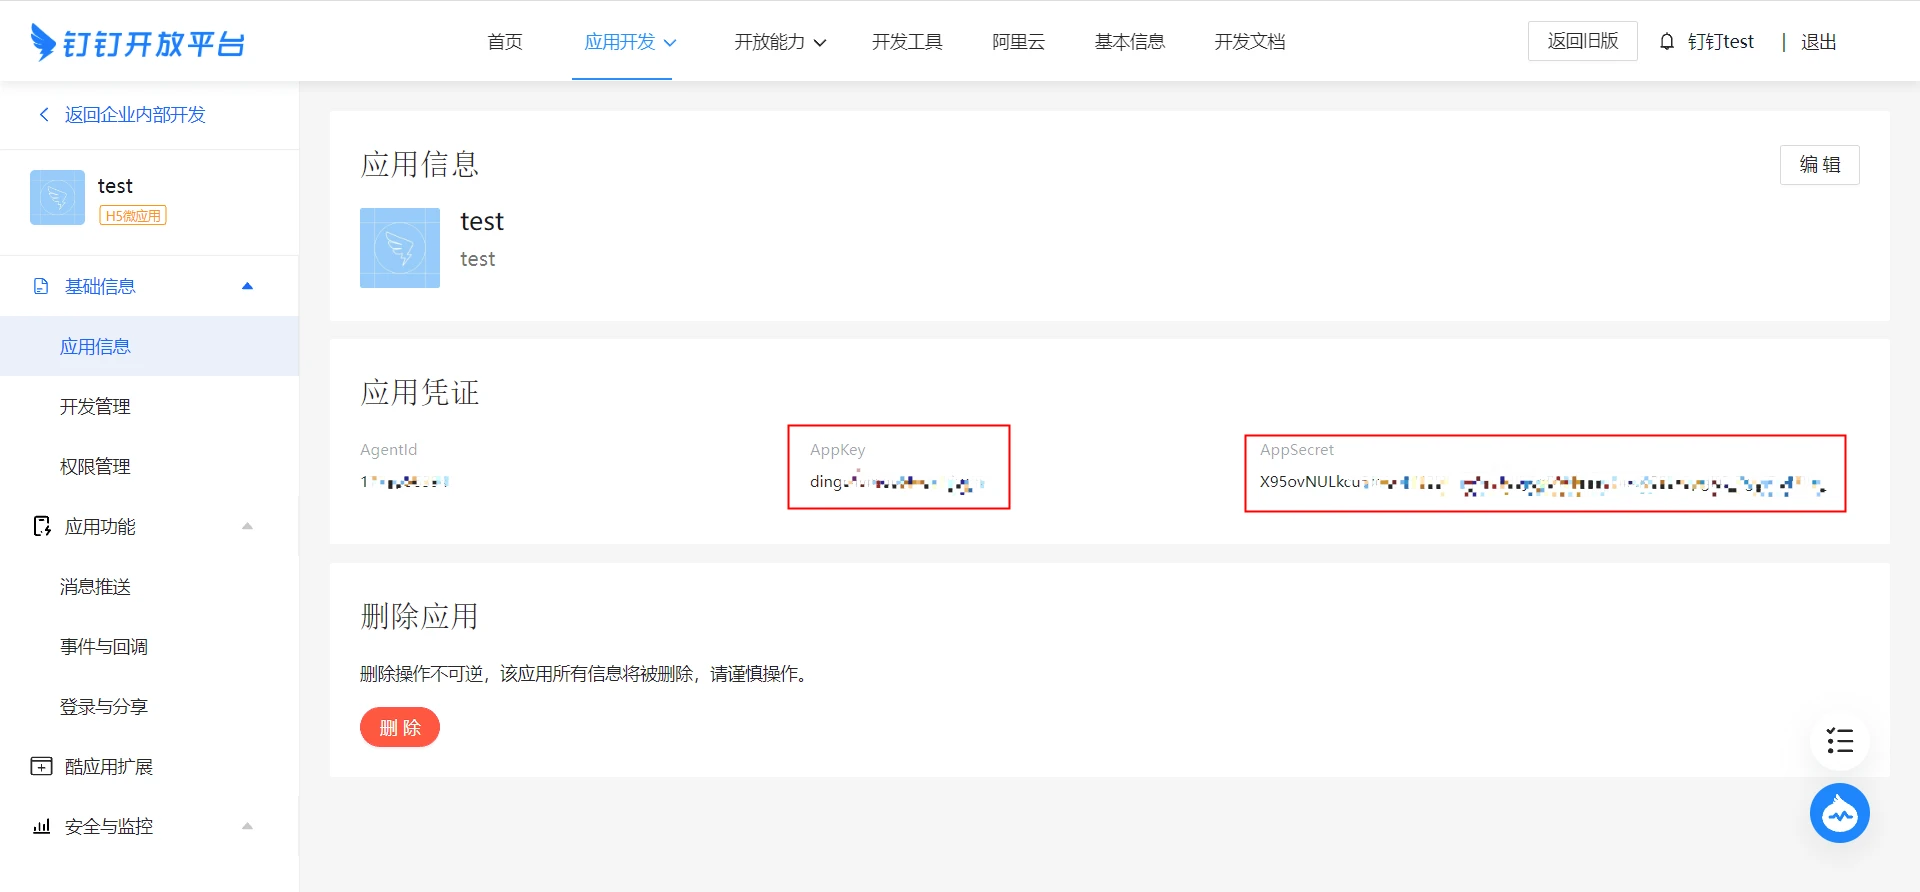 钉钉开放平台
首页 应用开发 开放能力 开发工具 阿里云 基本信息 开发文档 返回旧版 钉钉test | 退出
返回企业内部开发
test
H5微应用
基础信息
应用信息
开发管理
权限管理
应用功能
消息推送
事件与回调
登录与分享
酷应用扩展
安全与监控
应用信息
编 辑
test
test
应用凭证
AgentId AppKey AppSecret
1 ding X95ovNULkcu
删除应用
删除操作不可逆，该应用所有信息将被删除，请谨慎操作。
删 除